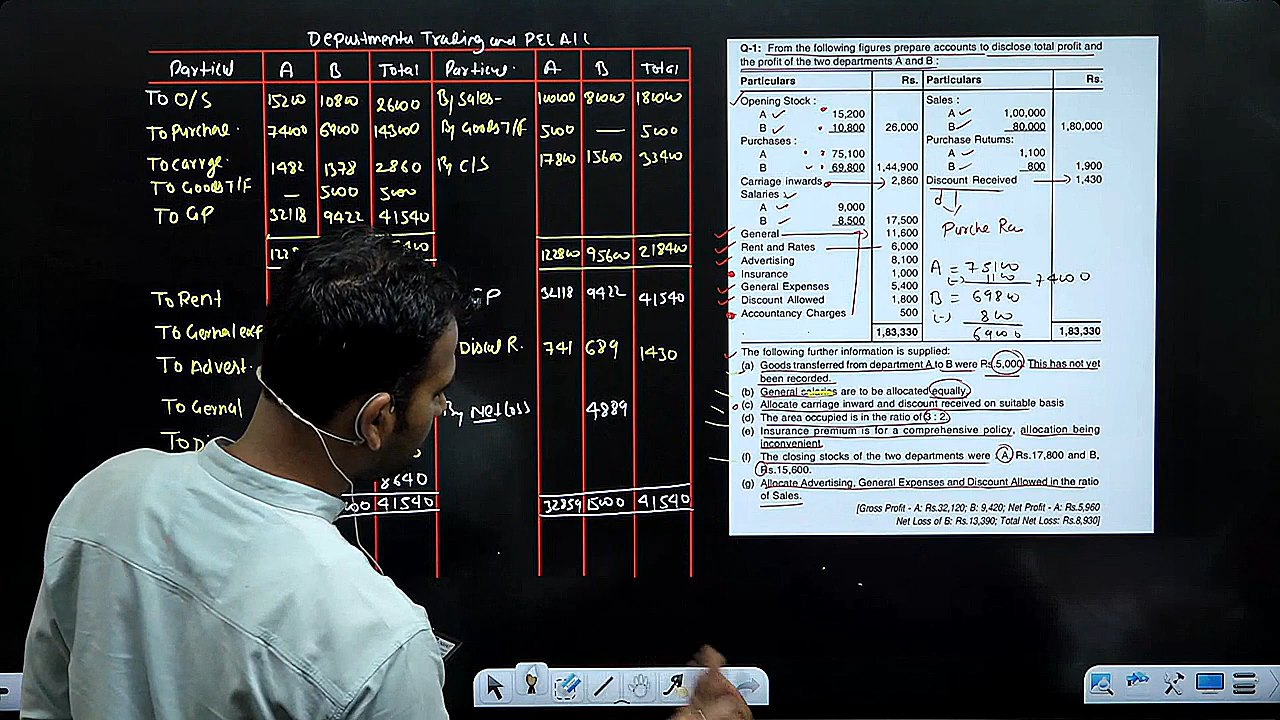 Departmental Trading and P&L A/c
Particul A B Total Particul. A B Total
To O/S 15200 10800 26000 By Sales- 100000 80000 180000
To purchase. 74000 69000 143000 By Goods T/F 5000 — 5000
To carrge. 1482 1378 2860 By C/S 17800 15600 33400
To Goods T/F — 5000 5000
To GP 32118 9422 41540
122800 95600 218400
To Rent 32118 9422 41540
To Gernal exp
Discul R. 741 689 1430
To Advest.
To Gernal By Net Loss 4889
8640
41540 32859 15000 41540
Q-1: From the following figures prepare accounts to disclose total profit and
the profit of the two departments A and B :
Particulars Rs. Particulars Rs.
Opening Stock : Sales :
A 15,200 A 1,00,000
B 10,800 26,000 B 80,000 1,80,000
Purchases : Purchase Ruturns:
A 75,100 A 1,100
B 69,800 1,44,900 B 800 1,900
Carriage inwards 2,860 Discount Received 1,430
Salaries :
A 9,000
B 8,500 17,500
General 11,600
Rent and Rates 6,000
Advertising 8,100
Insurance 1,000
General Expenses 5,400
Discount Allowed 1,800
Accountancy Charges 500
1,83,330 1,83,330
Purche Ru
A = 75100
(-) 1100 74000
B = 69800
(-) 800
69000
The following further information is supplied:
(a) Goods transferred from department A to B were Rs.5,000. This has not yet
been recorded.
(b) General salaries are to be allocated equally.
(c) Allocate carriage inward and discount received on suitable basis
(d) The area occupied is in the ratio of 3 : 2.
(e) Insurance premium is for a comprehensive policy, allocation being
inconvenient.
(f) The closing stocks of the two departments were : A, Rs.17,800 and B,
Rs.15,600.
(g) Allocate Advertising, General Expenses and Discount Allowed in the ratio
of Sales.
[Gross Profit - A: Rs.32,120; B: 9,420; Net Profit - A: Rs.5,960
Net Loss of B: Rs.13,390; Total Net Loss: Rs.8,930]